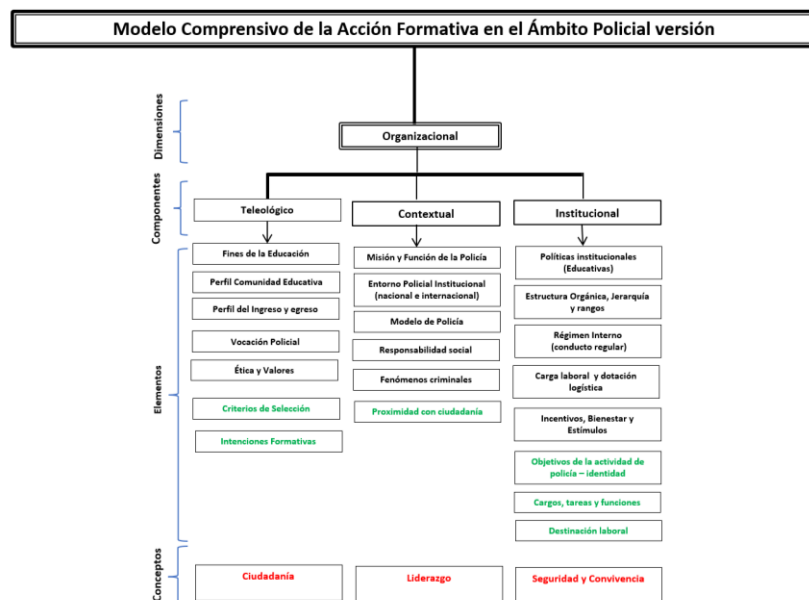 Modelo Comprensivo de la Acción Formativa en el Ámbito Policial versión
Dimensiones
Organizacional
Componentes
Teleológico
Contextual
Institucional
Elementos
Fines de la Educación
Perfil Comunidad Educativa
Perfil del Ingreso y egreso
Vocación Policial
Ética y Valores
Criterios de Selección
Intenciones Formativas
Misión y Función de la Policía
Entorno Policial Institucional
(nacional e internacional)
Modelo de Policía
Responsabilidad social
Fenómenos criminales
Proximidad con ciudadanía
Políticas institucionales
(Educativas)
Estructura Orgánica, Jerarquía
y rangos
Régimen Interno
(conducto regular)
Carga laboral y dotación
logística
Incentivos, Bienestar y
Estímulos
Objetivos de la actividad de
policía – identidad
Cargos, tareas y funciones
Destinación laboral
Conceptos
Ciudadanía
Liderazgo
Seguridad y Convivencia